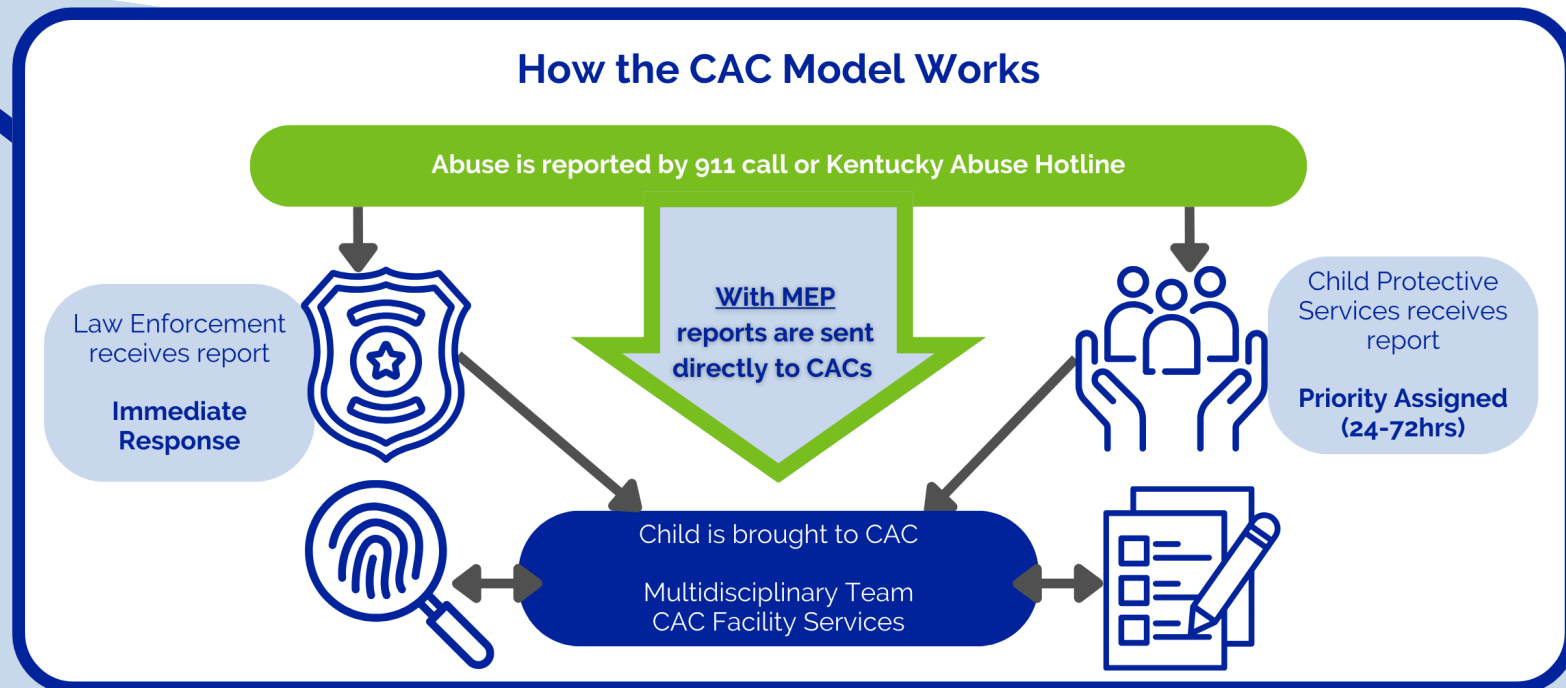 How the CAC Model Works
Abuse is reported by 911 call or Kentucky Abuse Hotline
With MEP
reports are sent
directly to CACs
Law Enforcement
receives report
Immediate
Response
Child Protective
Services receives
report
Priority Assigned
(24-72hrs)
Child is brought to CAC
Multidisciplinary Team
CAC Facility Services